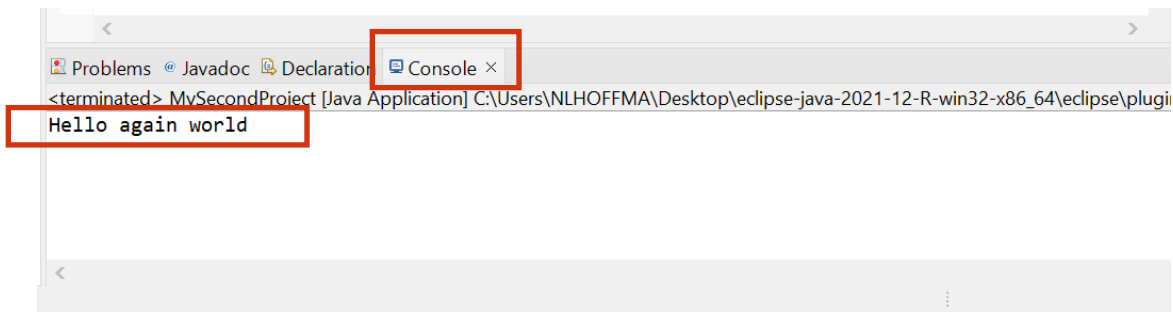 Problems @ Javadoc Declaration Console ×
<terminated> MySecondProject [Java Application] C:\Users\NLHOFFMA\Desktop\eclipse-java-2021-12-R-win32-x86_64\eclipse\plugi
Hello again world